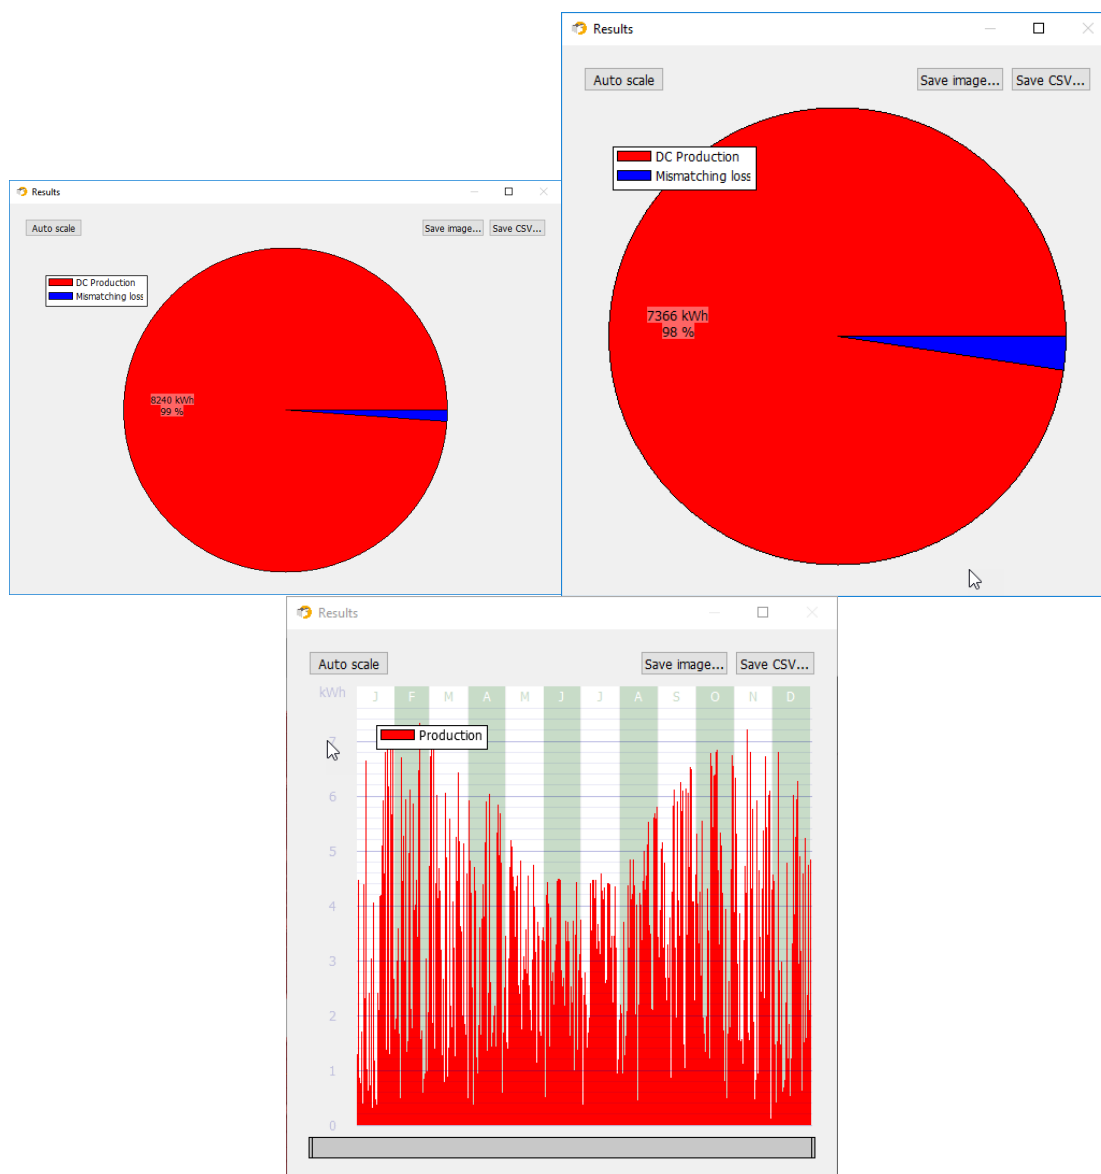 Results
Auto scale
Save image...
Save CSV...
DC Production
Mismatching loss
8240 kWh
99 %
Results
Auto scale
Save image...
Save CSV...
DC Production
Mismatching loss
7366 kWh
98 %
Results
Auto scale
Save image...
Save CSV...
kWh
J F M A M J J A S O N D
Production
7
6
5
4
3
2
1
0